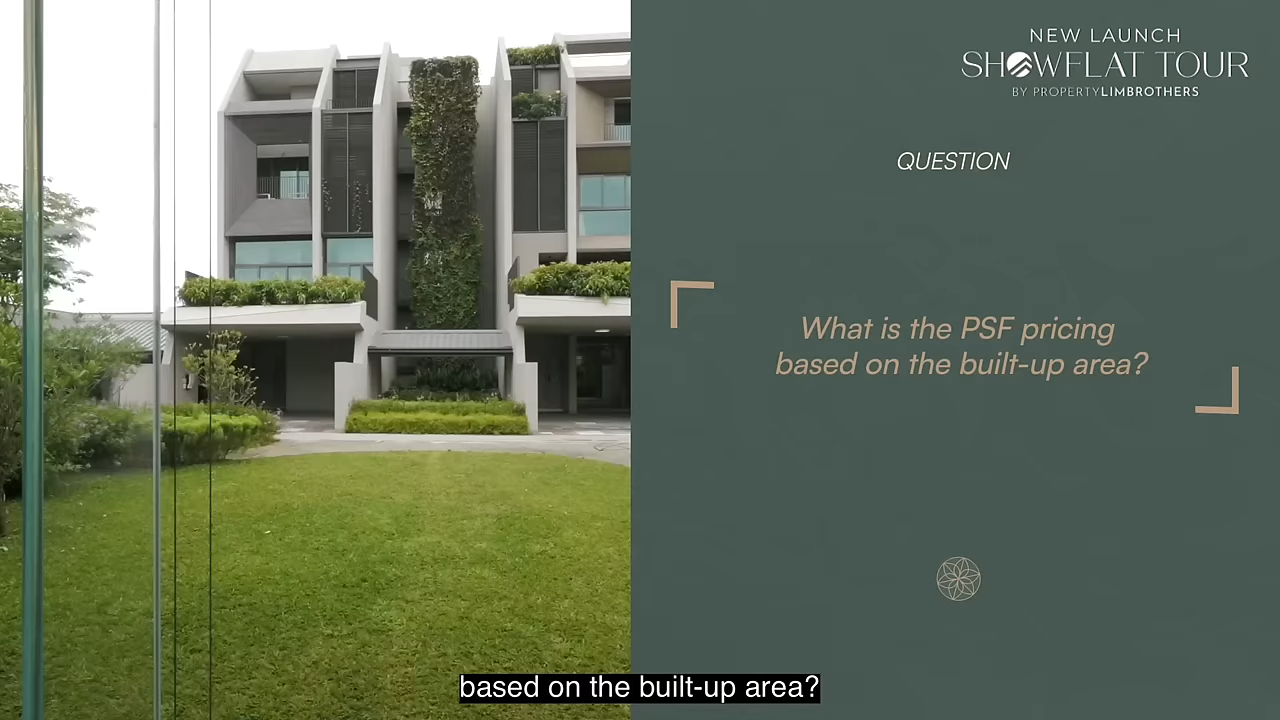 NEW LAUNCH
SHOWFLAT TOUR
BY PROPERTYLIMBROTHERS
QUESTION
What is the PSF pricing
based on the built-up area?
based on the built-up area?